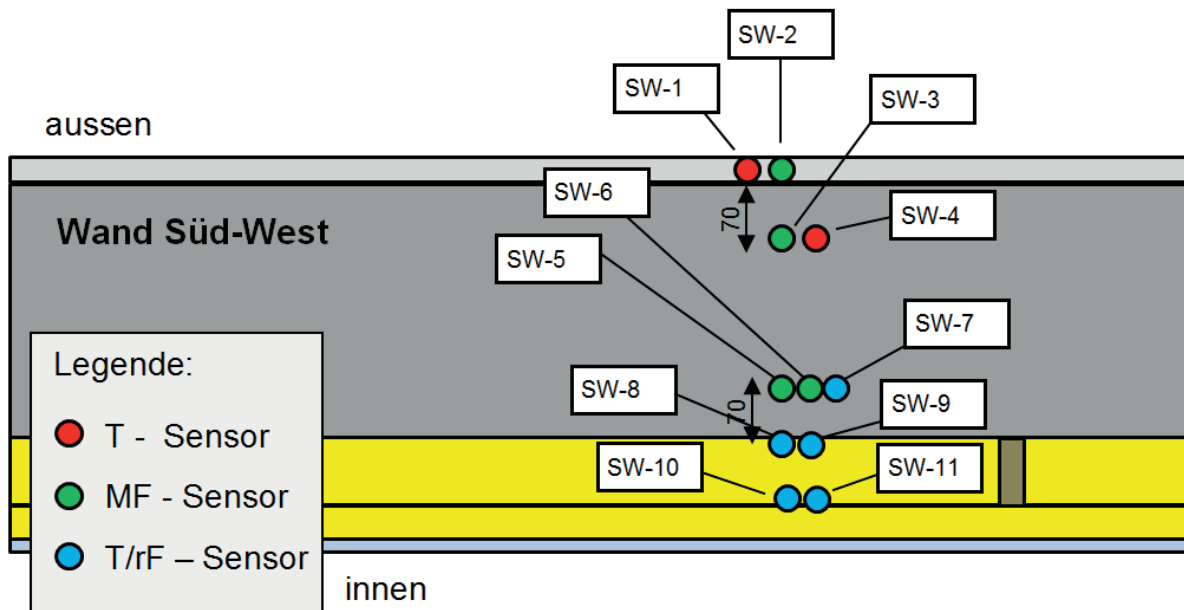 SW-2
SW-1
SW-3
aussen
SW-6
SW-4
70
Wand Süd-West
SW-5
SW-7
Legende:
SW-8
70
SW-9
T - Sensor
SW-10
SW-11
MF - Sensor
T/rF – Sensor
innen